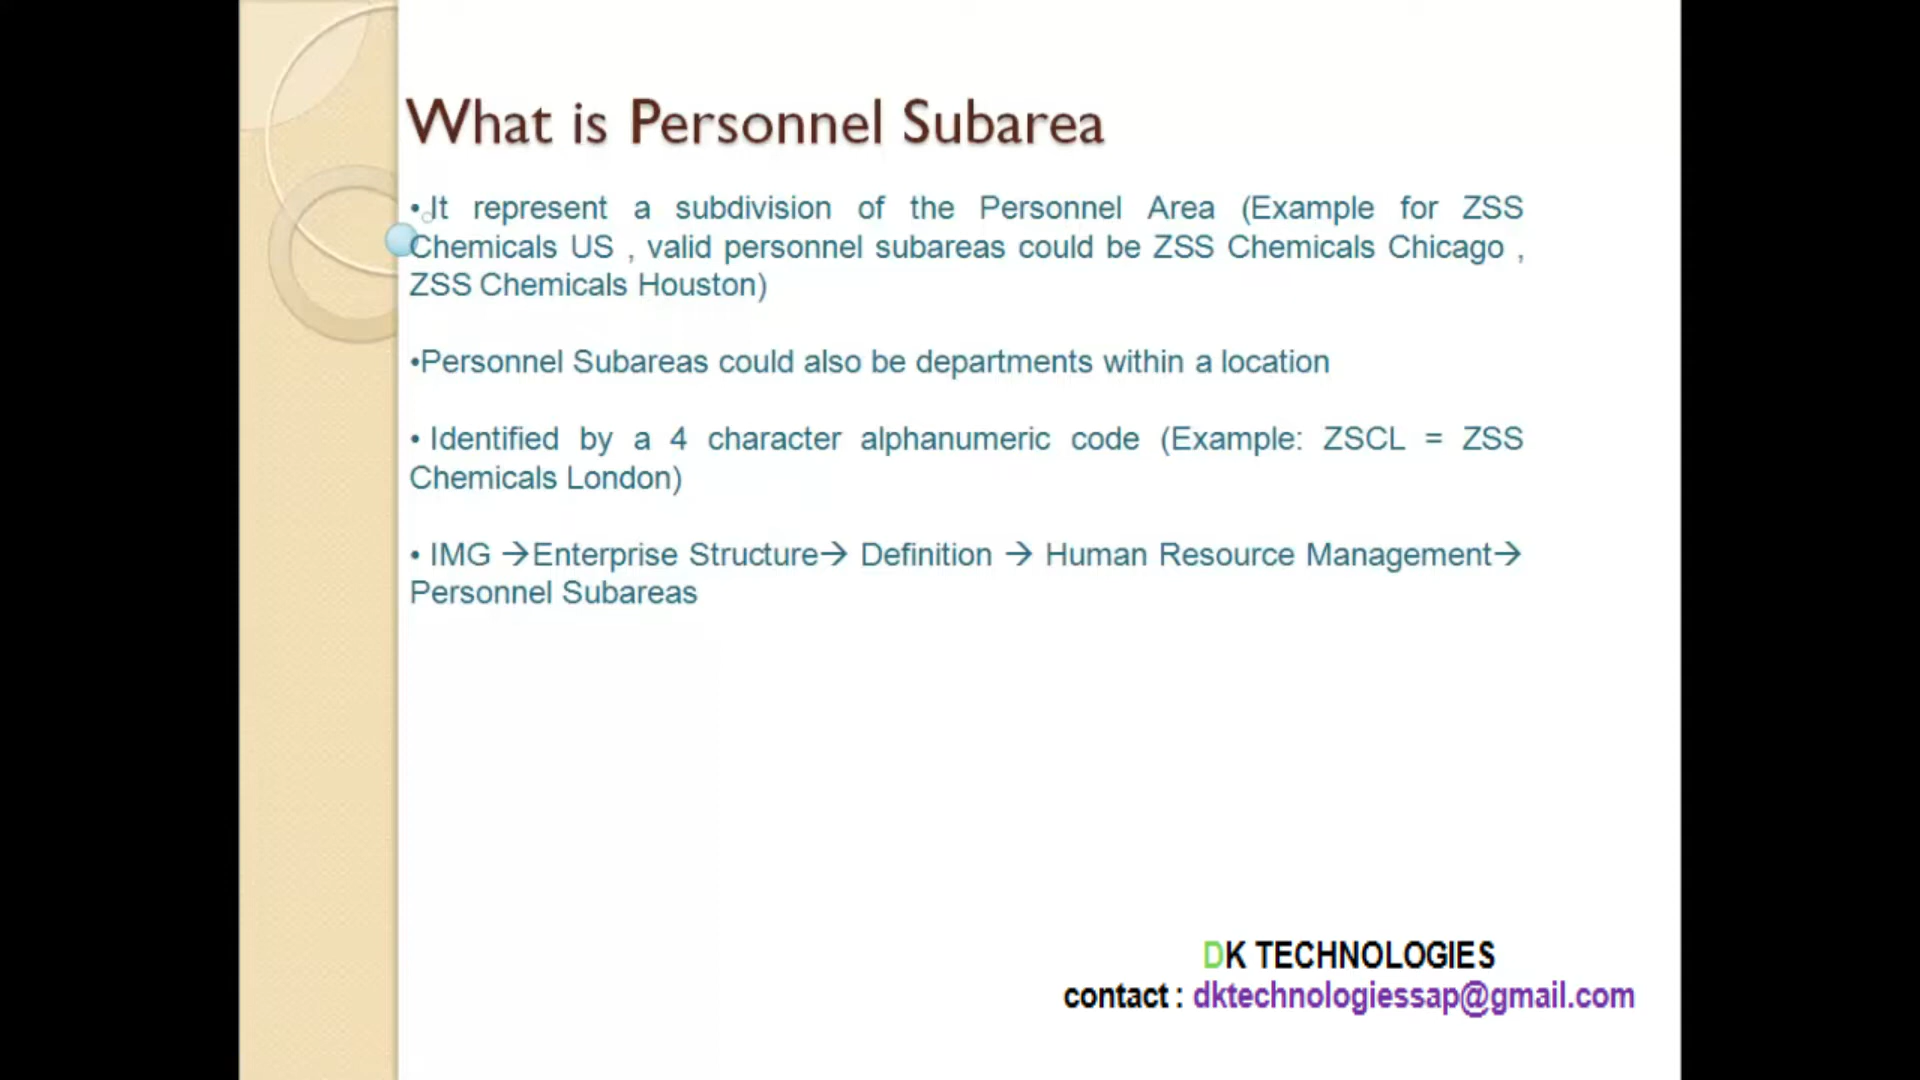 What is Personnel Subarea
• It represent a subdivision of the Personnel Area (Example for ZSS
Chemicals US , valid personnel subareas could be ZSS Chemicals Chicago ,
ZSS Chemicals Houston)
•Personnel Subareas could also be departments within a location
• Identified by a 4 character alphanumeric code (Example: ZSCL = ZSS
Chemicals London)
• IMG →Enterprise Structure→ Definition → Human Resource Management→
Personnel Subareas
DK TECHNOLOGIES
contact : dktechnologiessap@gmail.com